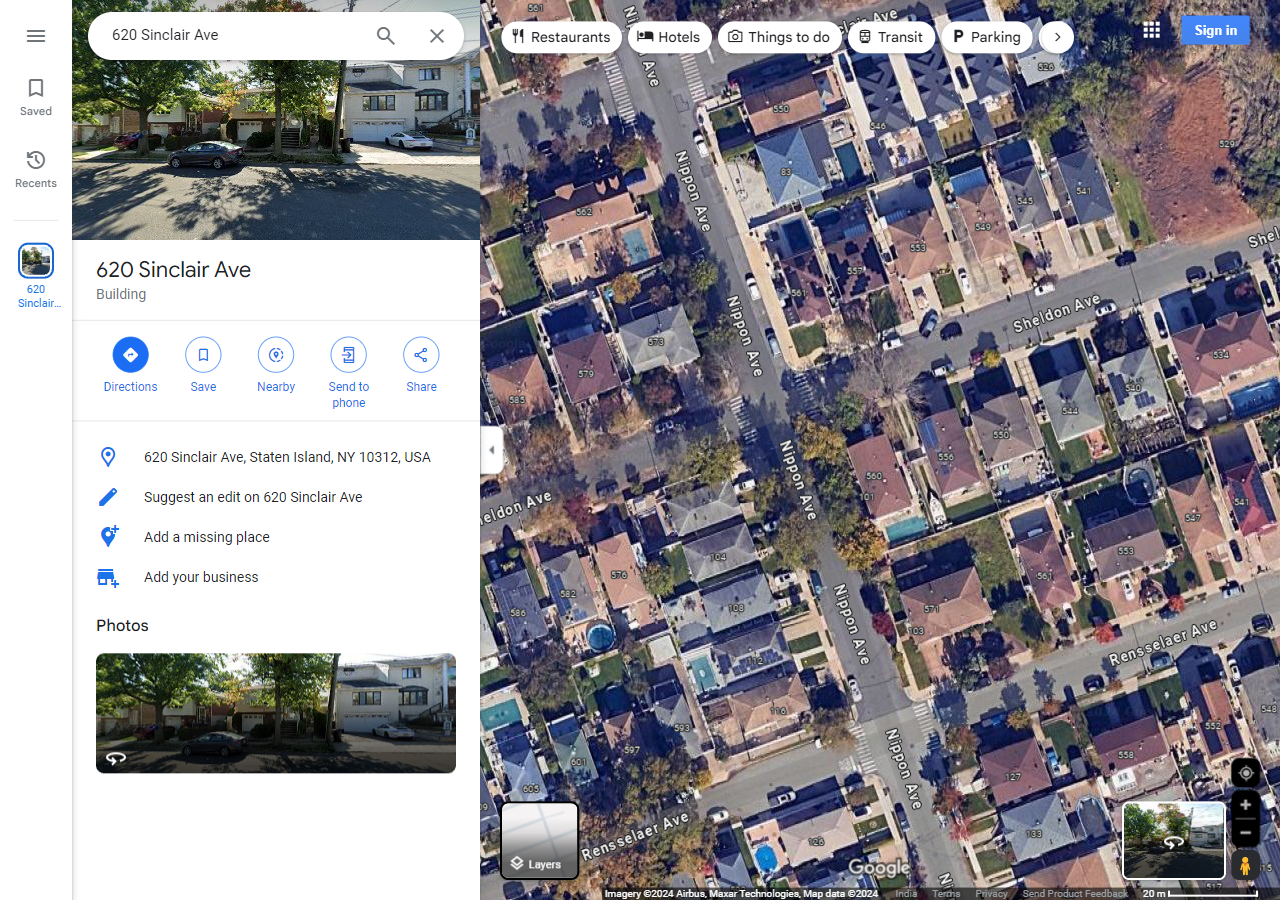 620 Sinclair Ave
Restaurants
Hotels
Things to do
Transit
Parking
Sign in
Saved
Recents
620
Sinclair...
620 Sinclair Ave
Building
Directions
Save
Nearby
Send to
phone
Share
620 Sinclair Ave, Staten Island, NY 10312, USA
Suggest an edit on 620 Sinclair Ave
Add a missing place
Add your business
Photos
561
Nippon Ave
526
550
546
83
529
541
545
562
549
553
557
561
Nippon Ave
Sheldon Ave
573
579
585
Nippon Ave
534
540
544
550
556
560
101
Nippon Ave
Sheldon Ave
541
547
553
561
104
576
582
586
108
571
103
Nippon Ave
Rensselaer Ave
112
116
593
597
601
605
548
552
558
127
133
126
Nippon Ave
Rensselaer Ave
Layers
Google
517
Imagery ©2024 Airbus, Maxar Technologies, Map data ©2024 India Terms Privacy Send Product Feedback 20 m